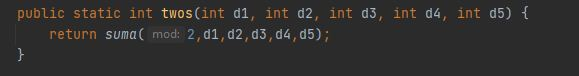 public static int twos(int d1, int d2, int d3, int d4, int d5) {
return suma( mod: 2,d1,d2,d3,d4,d5);
}